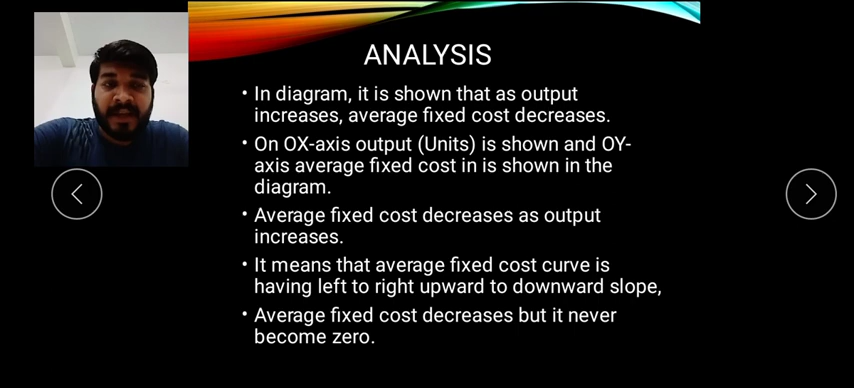 ANALYSIS
• In diagram, it is shown that as output
increases, average fixed cost decreases.
• On OX-axis output (Units) is shown and OY-
axis average fixed cost in is shown in the
diagram.
• Average fixed cost decreases as output
increases.
• It means that average fixed cost curve is
having left to right upward to downward slope,
• Average fixed cost decreases but it never
become zero.